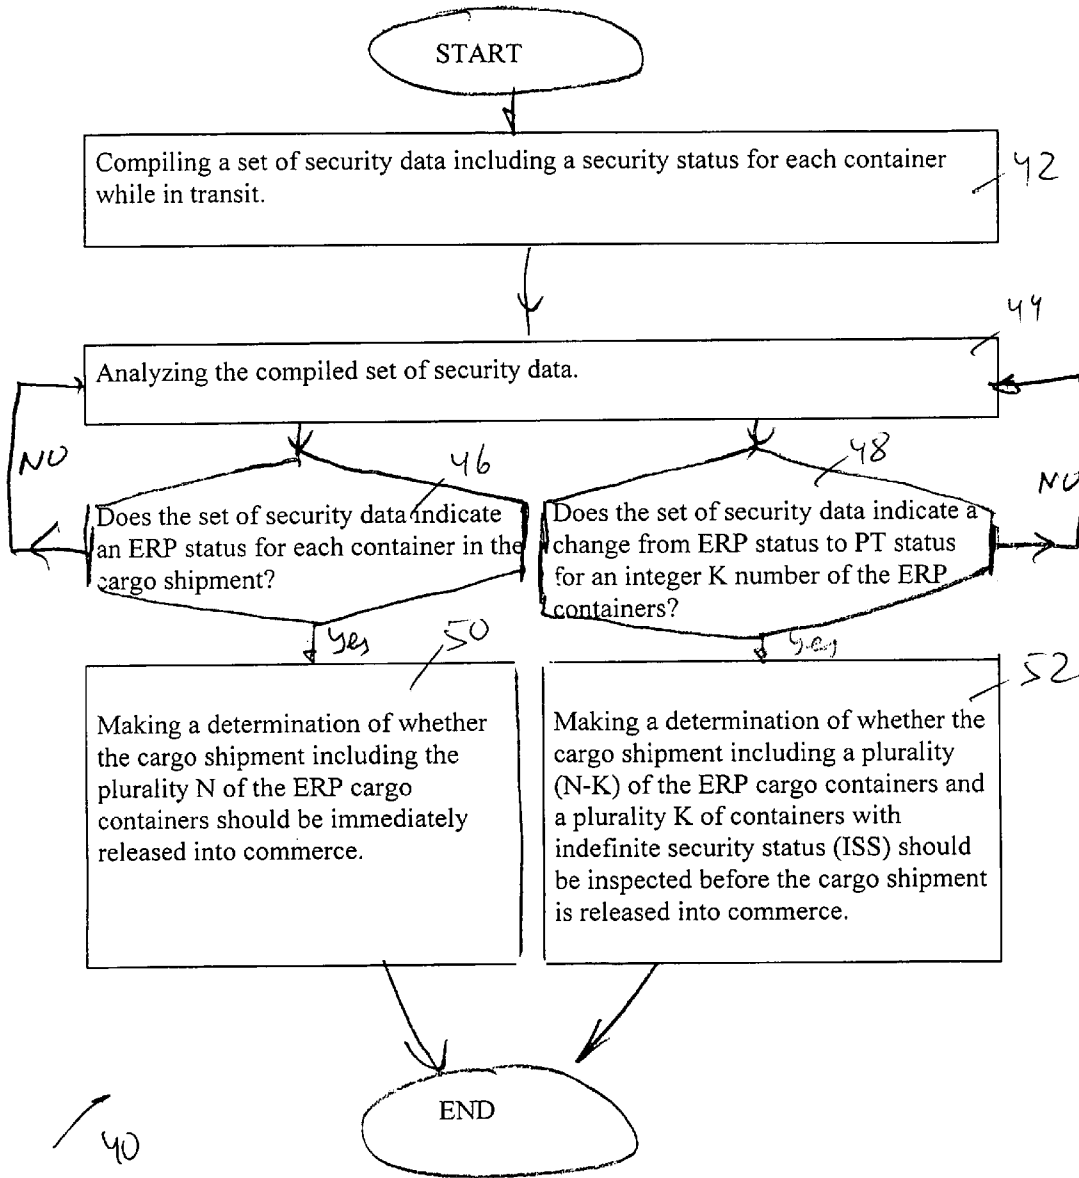 START
Compiling a set of security data including a security status for each container
while in transit.
42
44
Analyzing the compiled set of security data.
NO
46
48
NO
Does the set of security data indicate
an ERP status for each container in the
cargo shipment?
Does the set of security data indicate a
change from ERP status to PT status
for an integer K number of the ERP
containers?
yes
50
yes
52
Making a determination of whether
the cargo shipment including the
plurality N of the ERP cargo
containers should be immediately
released into commerce.
Making a determination of whether the
cargo shipment including a plurality
(N-K) of the ERP cargo containers and
a plurality K of containers with
indefinite security status (ISS) should
be inspected before the cargo shipment
is released into commerce.
END
40